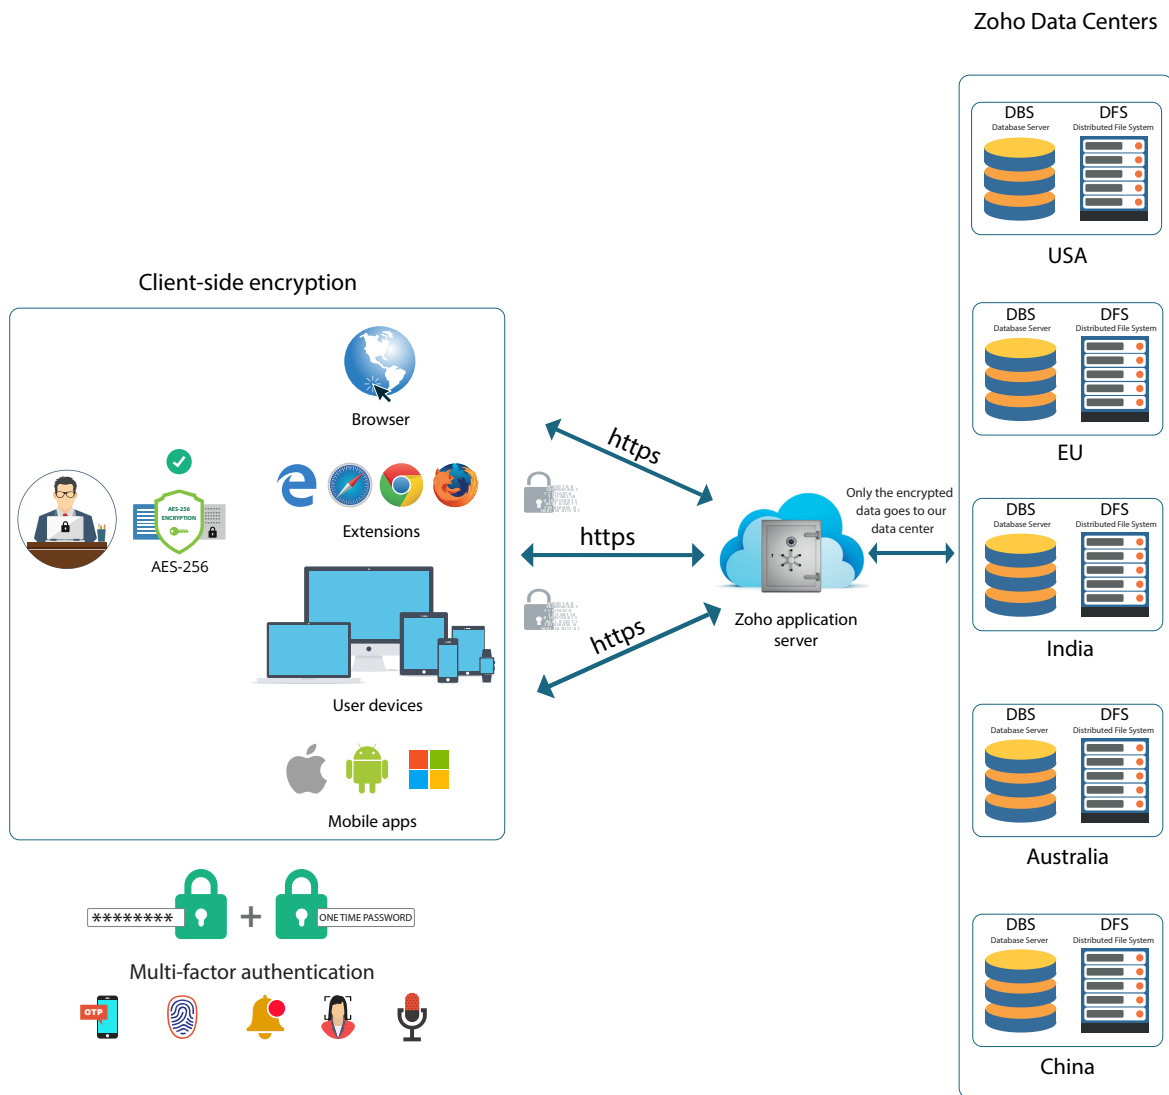 Zoho Data Centers
DBS
Database Server
DFS
Distributed File System
USA
DBS
Database Server
DFS
Distributed File System
EU
DBS
Database Server
DFS
Distributed File System
India
DBS
Database Server
DFS
Distributed File System
Australia
DBS
Database Server
DFS
Distributed File System
China
Client-side encryption
Browser
Extensions
AES-256
ENCRYPTION
AES-256
User devices
Mobile apps
https
https
https
Zoho application
server
Only the encrypted
data goes to our
data center
********
+
ONE TIME PASSWORD
Multi-factor authentication
OTP